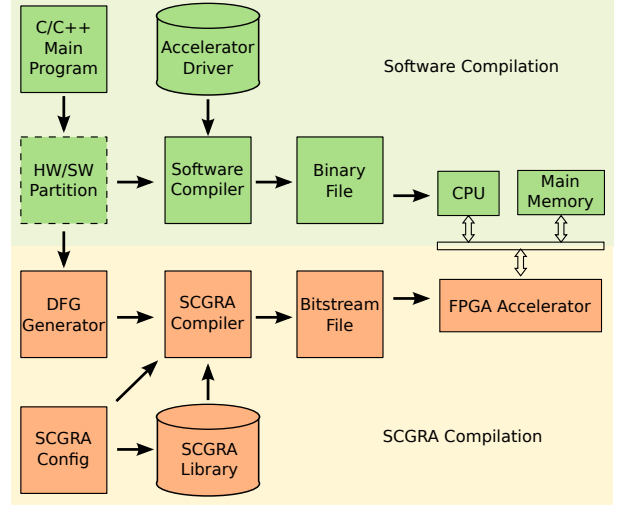 C/C++
Main
Program
Accelerator
Driver
Software Compilation
HW/SW
Partition
Software
Compiler
Binary
File
CPU
Main
Memory
DFG
Generator
SCGRA
Compiler
Bitstream
File
FPGA Accelerator
SCGRA
Config
SCGRA
Library
SCGRA Compilation